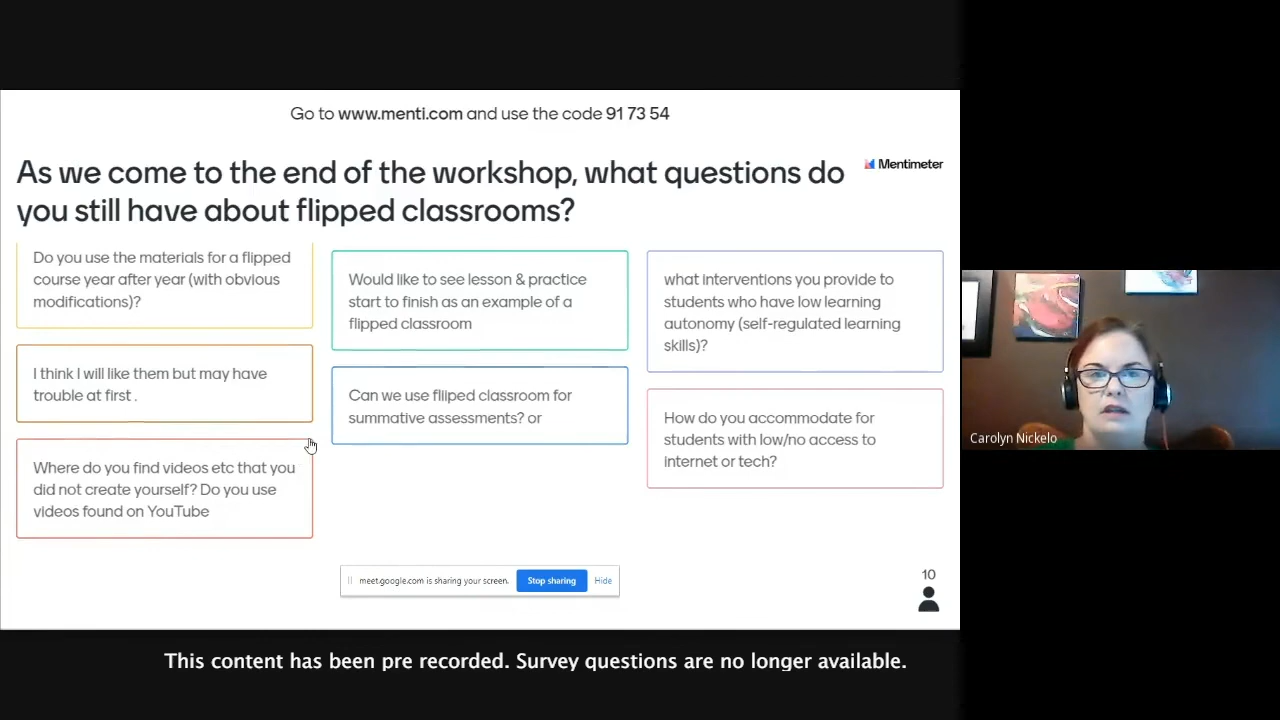 Go to www.menti.com and use the code 91 73 54
As we come to the end of the workshop, what questions do
you still have about flipped classrooms?
Mentimeter
Do you use the materials for a flipped
course year after year (with obvious
modifications)?
I think I will like them but may have
trouble at first .
Where do you find videos etc that you
did not create yourself? Do you use
videos found on YouTube
Would like to see lesson & practice
start to finish as an example of a
flipped classroom
Can we use fliiped classroom for
summative assessments? or
what interventions you provide to
students who have low learning
autonomy (self-regulated learning
skills)?
How do you accommodate for
students with low/no access to
internet or tech?
meet.google.com is sharing your screen.
Stop sharing
Hide
10
Carolyn Nickelo
This content has been pre recorded. Survey questions are no longer available.